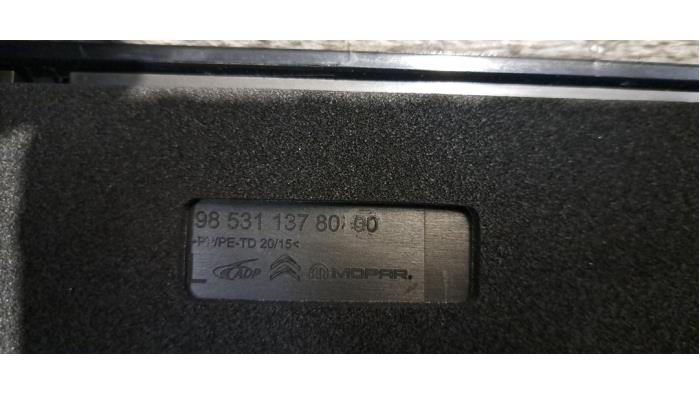 98 531 137 80 00
>PP/PE-TD 20/15<
ADP MOPAR.